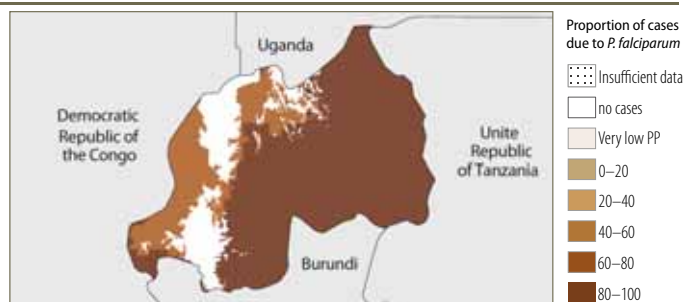 Proportion of cases
due to P. falciparum
Uganda
Insufficient data
no cases
Democratic
Republic of
the Congo
Unite
Republic
of Tanzania
Very low PP
0–20
20–40
40–60
Burundi
60–80
80–100